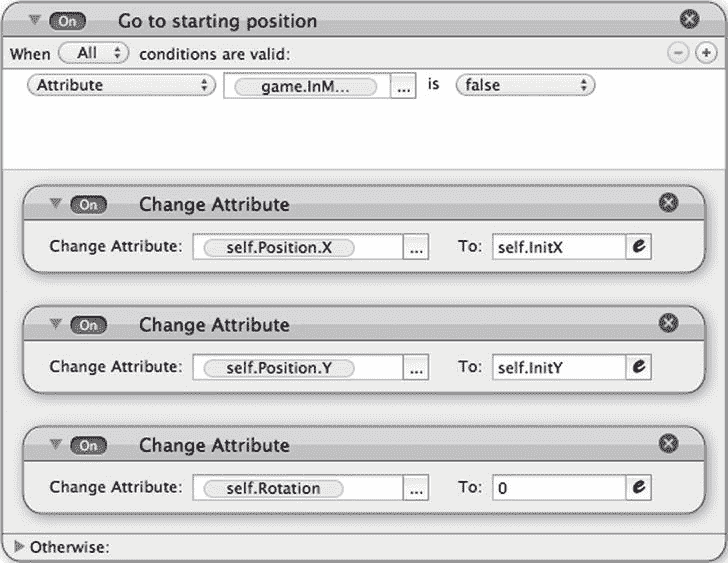 On Go to starting position
When All conditions are valid:
Attribute game.InM... ... is false
On Change Attribute
Change Attribute: self.Position.X ... To: self.InitX e
On Change Attribute
Change Attribute: self.Position.Y ... To: self.InitY e
On Change Attribute
Change Attribute: self.Rotation ... To: 0 e
Otherwise: